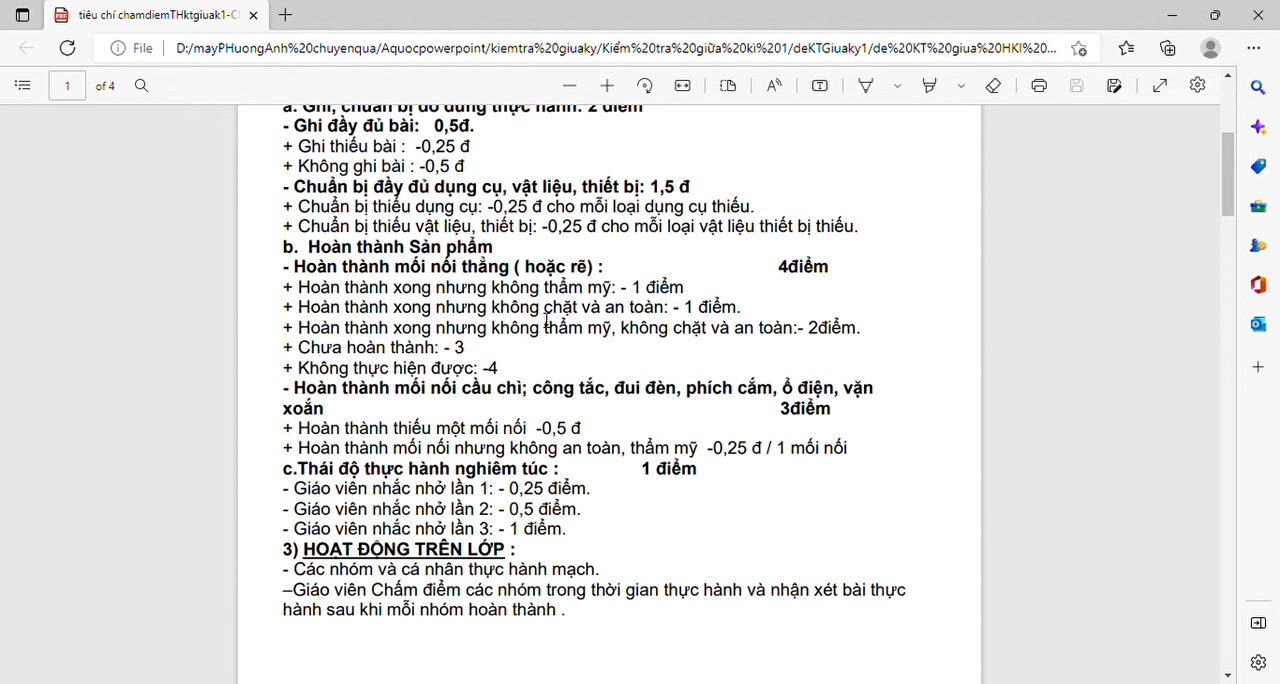 tiêu chí chamdiemTHktgiuak1-Cl
File
D:/mayPHuongAnh%20chuyenqua/Aquocpowerpoint/kiemtra%20giuaky/Kiểm%20tra%20giữa%20kì%201/deKTGiuaky1/de%20KT%20giua%20HKI%20...
1 of 4
a. Ghi, chuẩn bị đồ dùng thực hành: 2 điểm
- Ghi đầy đủ bài: 0,5đ.
+ Ghi thiếu bài : -0,25 đ
+ Không ghi bài : -0,5 đ
- Chuẩn bị đầy đủ dụng cụ, vật liệu, thiết bị: 1,5 đ
+ Chuẩn bị thiếu dụng cụ: -0,25 đ cho mỗi loại dụng cụ thiếu.
+ Chuẩn bị thiếu vật liệu, thiết bị: -0,25 đ cho mỗi loại vật liệu thiết bị thiếu.
b. Hoàn thành Sản phẩm
- Hoàn thành mối nối thẳng ( hoặc rẽ) : 4điểm
+ Hoàn thành xong nhưng không thẩm mỹ: - 1 điểm
+ Hoàn thành xong nhưng không chặt và an toàn: - 1 điểm.
+ Hoàn thành xong nhưng không thẩm mỹ, không chặt và an toàn:- 2điểm.
+ Chưa hoàn thành: - 3
+ Không thực hiện được: -4
- Hoàn thành mối nối cầu chì; công tắc, đui đèn, phích cắm, ổ điện, vặn
xoắn 3điểm
+ Hoàn thành thiếu một mối nối -0,5 đ
+ Hoàn thành mối nối nhưng không an toàn, thẩm mỹ -0,25 đ / 1 mối nối
c.Thái độ thực hành nghiêm túc : 1 điểm
- Giáo viên nhắc nhở lần 1: - 0,25 điểm.
- Giáo viên nhắc nhở lần 2: - 0,5 điểm.
- Giáo viên nhắc nhở lần 3: - 1 điểm.
3) HOẠT ĐỘNG TRÊN LỚP :
- Các nhóm và cá nhân thực hành mạch.
–Giáo viên Chấm điểm các nhóm trong thời gian thực hành và nhận xét bài thực
hành sau khi mỗi nhóm hoàn thành .